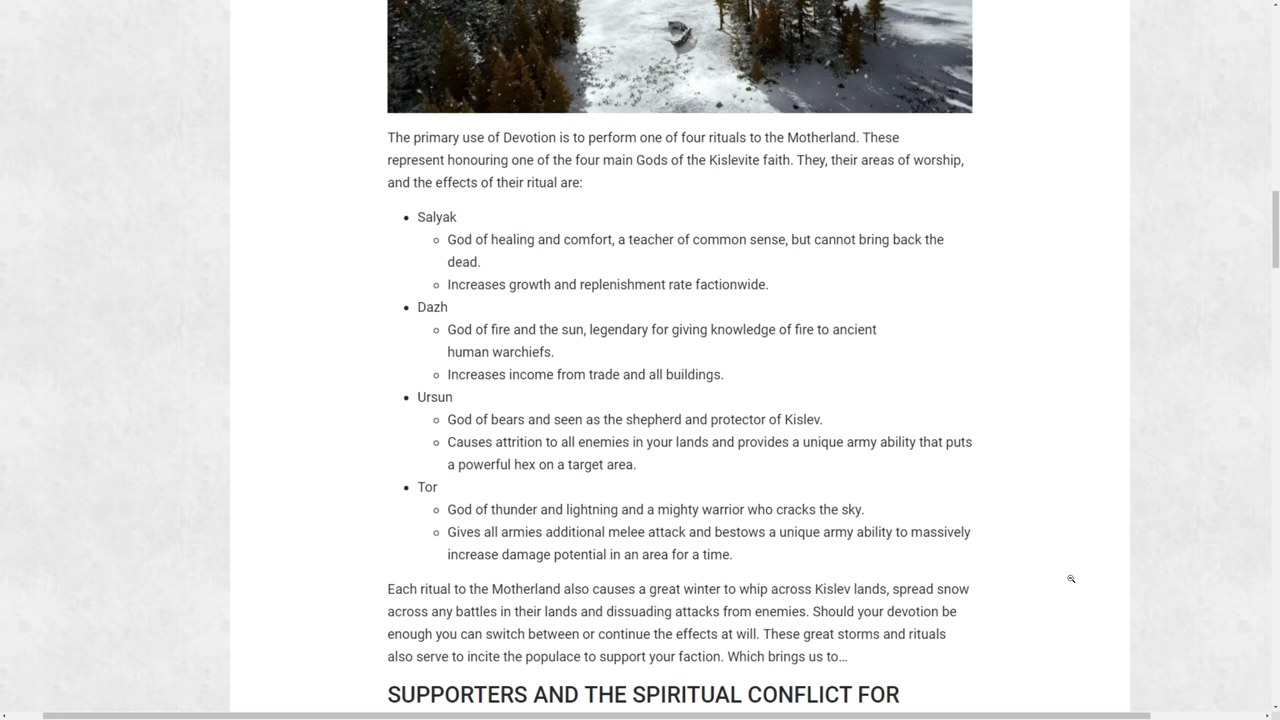 The primary use of Devotion is to perform one of four rituals to the Motherland. These
represent honouring one of the four main Gods of the Kislevite faith. They, their areas of worship,
and the effects of their ritual are:
Salyak
God of healing and comfort, a teacher of common sense, but cannot bring back the
dead.
Increases growth and replenishment rate factionwide.
Dazh
God of fire and the sun, legendary for giving knowledge of fire to ancient
human warchiefs.
Increases income from trade and all buildings.
Ursun
God of bears and seen as the shepherd and protector of Kislev.
Causes attrition to all enemies in your lands and provides a unique army ability that puts
a powerful hex on a target area.
Tor
God of thunder and lightning and a mighty warrior who cracks the sky.
Gives all armies additional melee attack and bestows a unique army ability to massively
increase damage potential in an area for a time.
Each ritual to the Motherland also causes a great winter to whip across Kislev lands, spread snow
across any battles in their lands and dissuading attacks from enemies. Should your devotion be
enough you can switch between or continue the effects at will. These great storms and rituals
also serve to incite the populace to support your faction. Which brings us to…
SUPPORTERS AND THE SPIRITUAL CONFLICT FOR